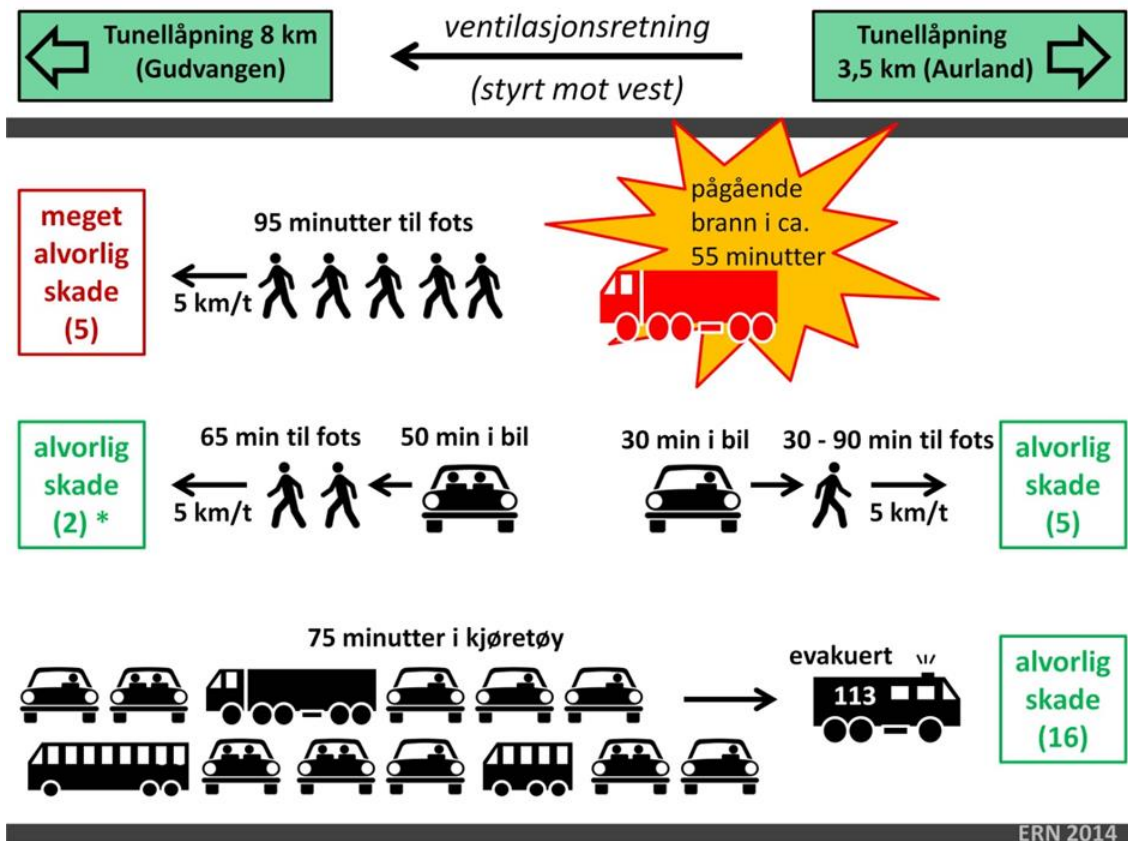 Tunellåpning 8 km
(Gudvangen)
ventilasjonsretning
(styrt mot vest)
Tunellåpning
3,5 km (Aurland)
meget
alvorlig
skade
(5)
95 minutter til fots
5 km/t
pågående
brann i ca.
55 minutter
alvorlig
skade
(2) *
65 min til fots
5 km/t
50 min i bil
30 min i bil
30 - 90 min til fots
5 km/t
alvorlig
skade
(5)
75 minutter i kjøretøy
evakuert
113
alvorlig
skade
(16)
ERN 2014